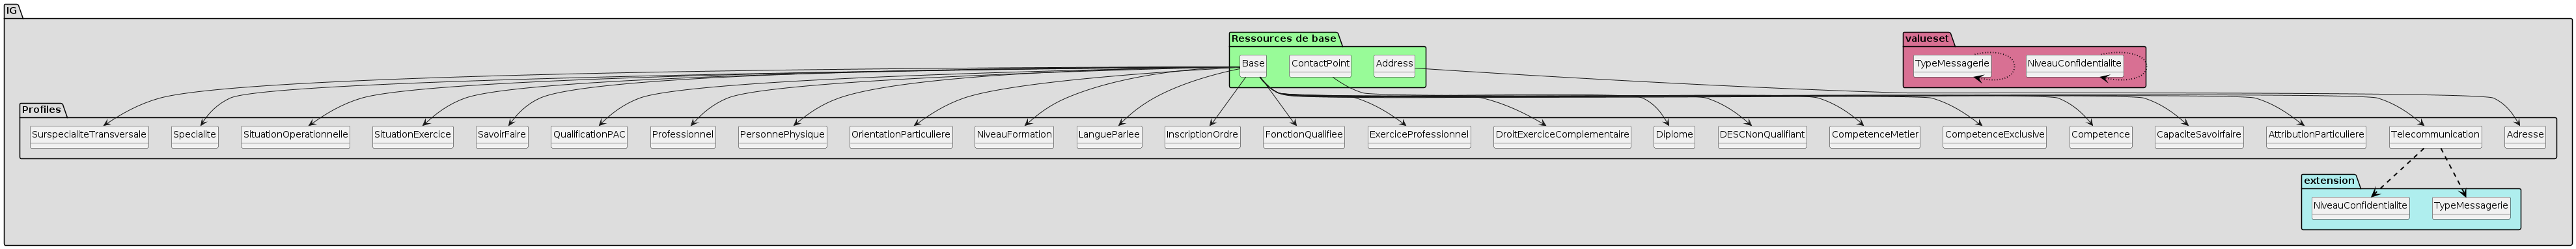 IG
Ressources de base
Base
ContactPoint
Address
valueset
TypeMessagerie
NiveauConfidentialite
Profiles
SurspecialiteTransversale
Specialite
SituationOperationnelle
SituationExercice
SavoirFaire
QualificationPAC
Professionnel
PersonnePhysique
OrientationParticuliere
NiveauFormation
LangueParlee
InscriptionOrdre
FonctionQualifiee
ExerciceProfessionnel
DroitExerciceComplementaire
Diplome
DESCNonQualifiant
CompetenceMetier
CompetenceExclusive
Competence
CapaciteSavoirfaire
AttributionParticuliere
Telecommunication
Adresse
extension
NiveauConfidentialite
TypeMessagerie